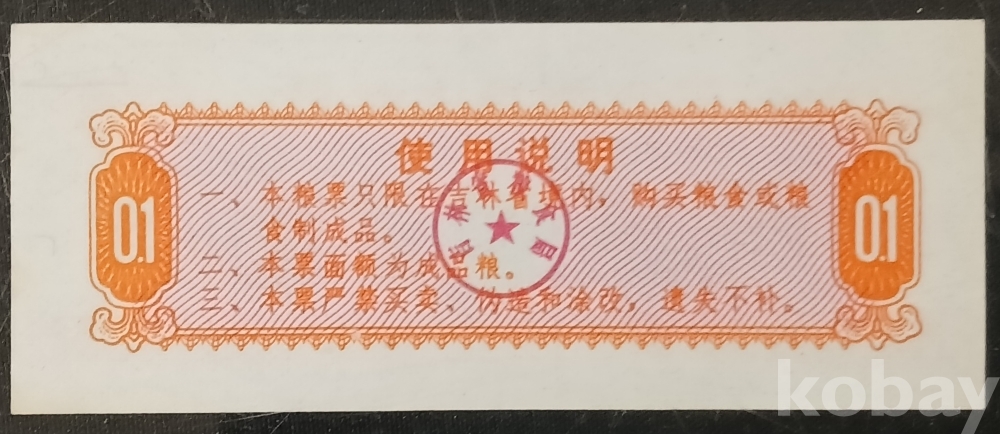 使用说明
0.1
一、本粮票只限在吉林省境内，购买粮食或粮
食制成品。
二、本票面额为成品粮。
三、本票严禁买卖、伪造和涂改，遗失不补。
0.1
kobay